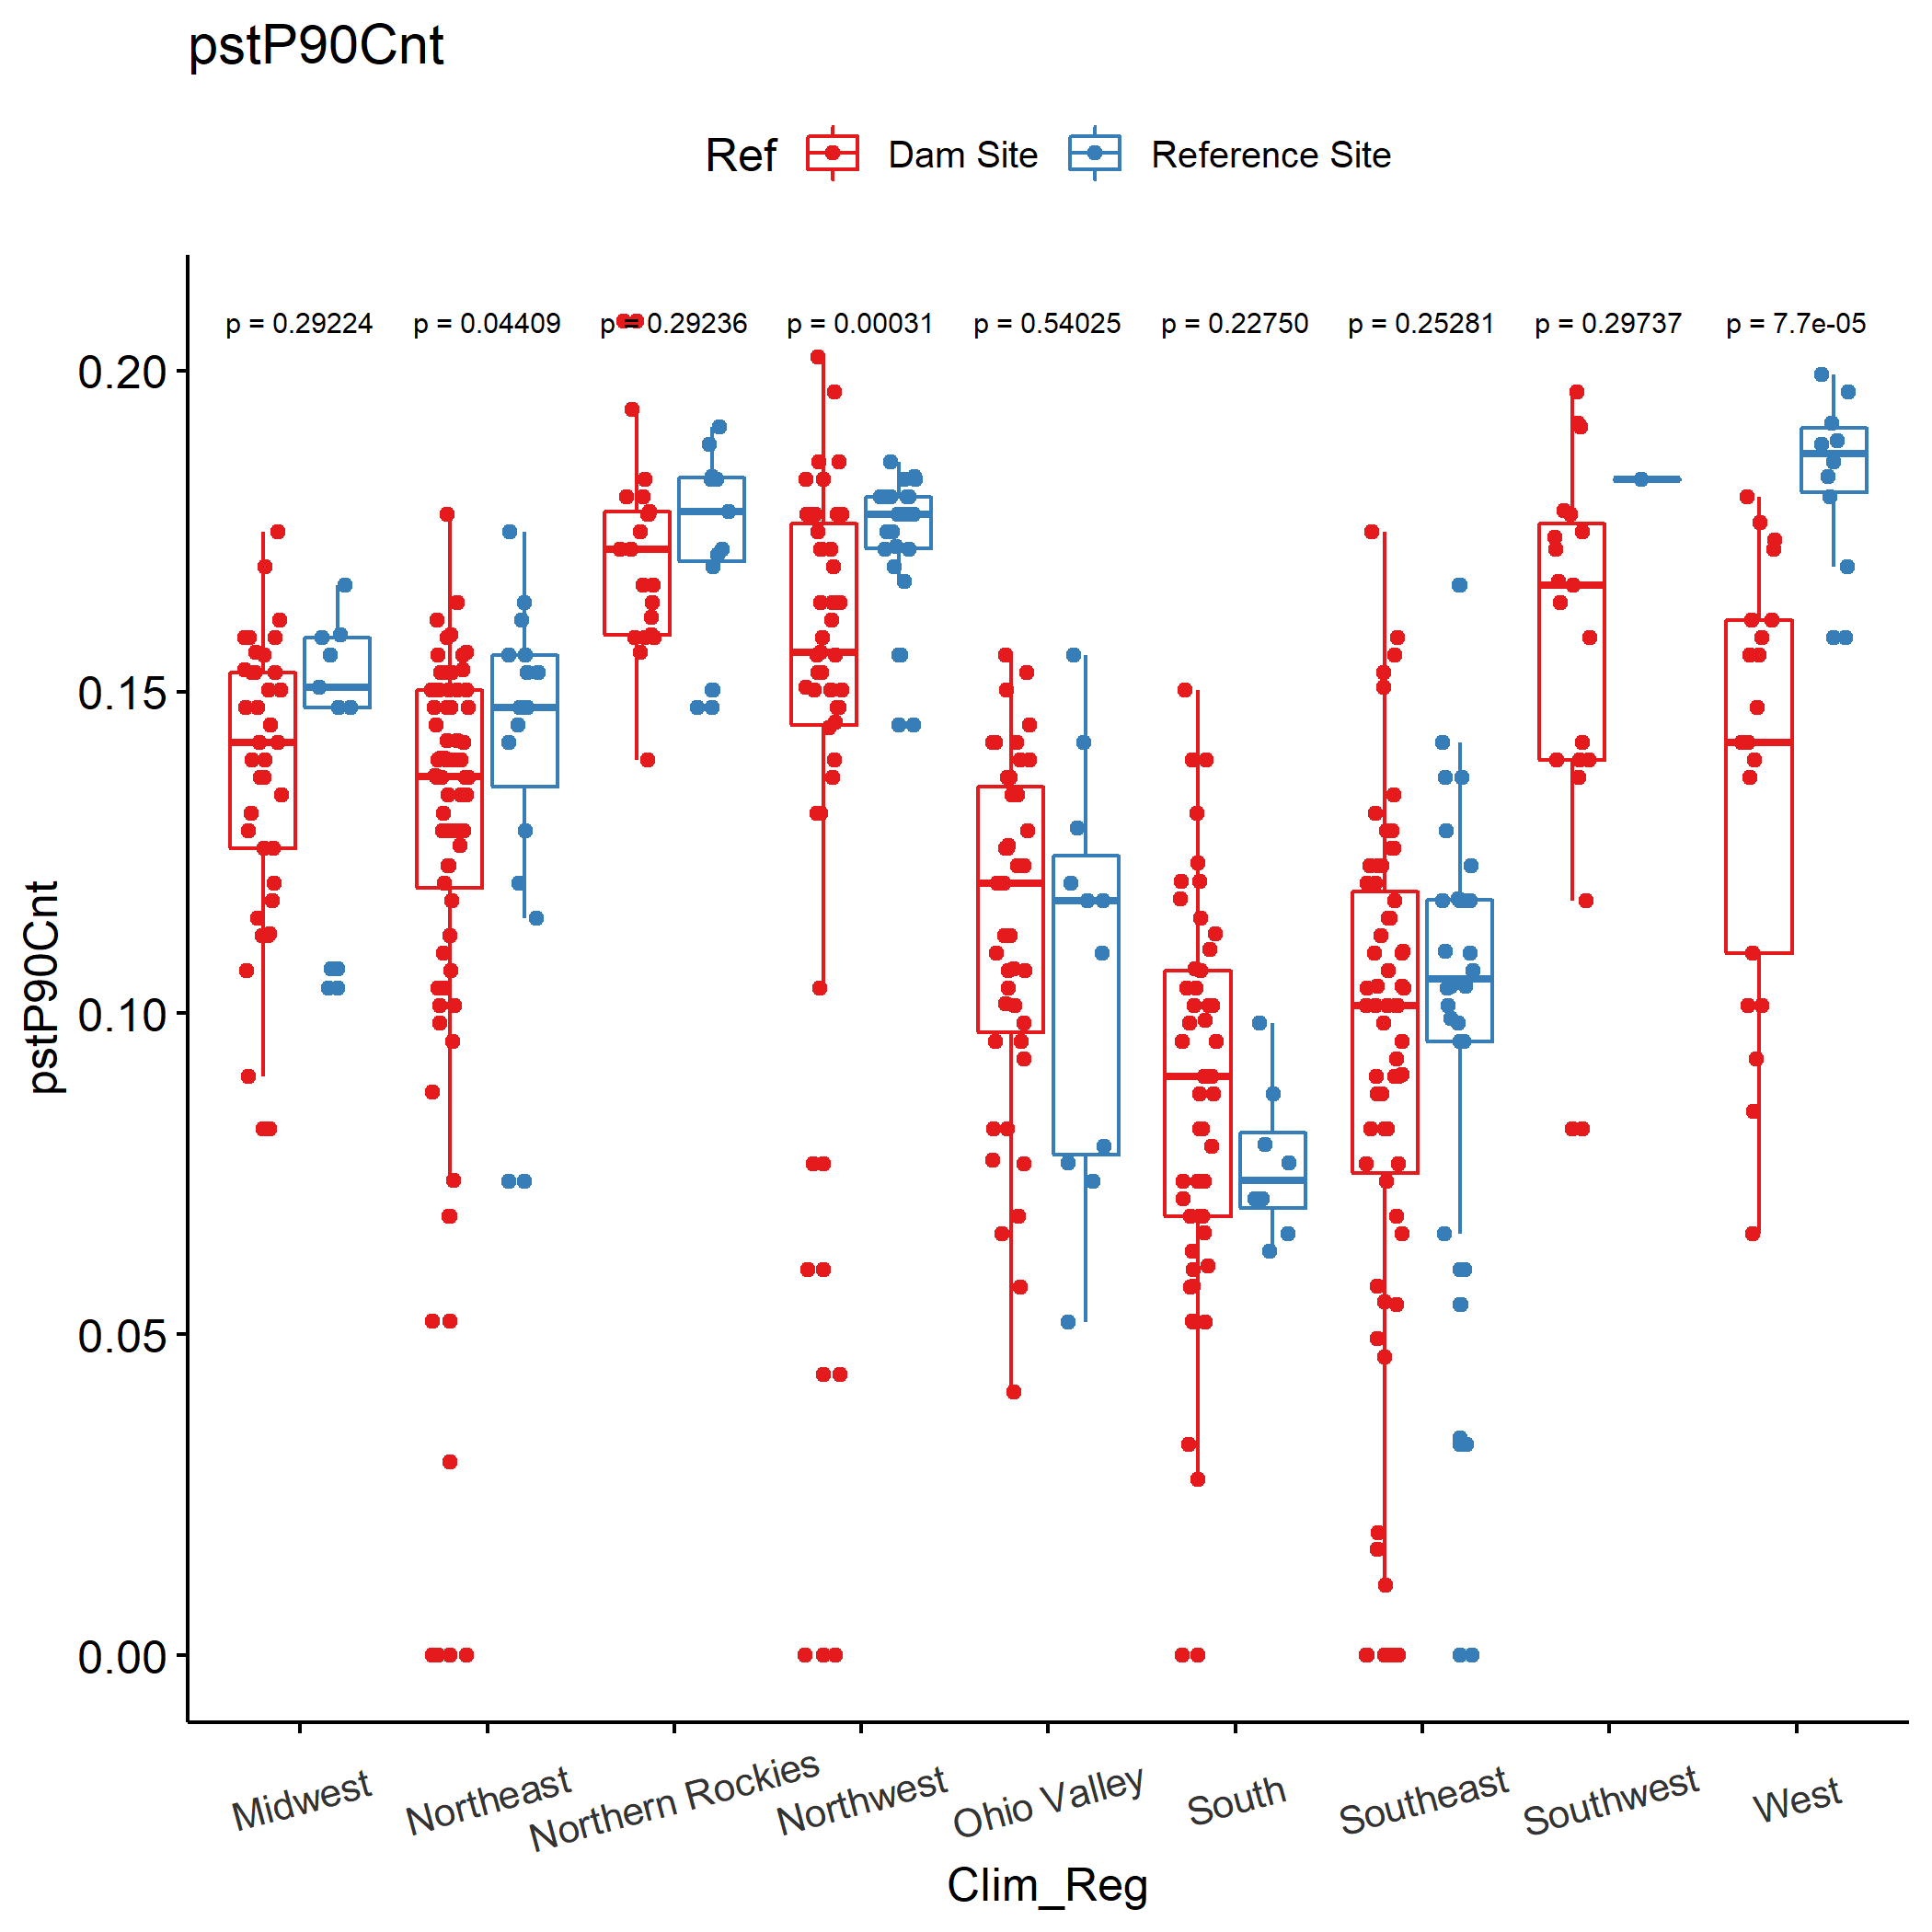 pstP90Cnt
Ref Dam Site Reference Site
p = 0.29224 p = 0.04409 p = 0.29236 p = 0.00031 p = 0.54025 p = 0.22750 p = 0.25281 p = 0.29737 p = 7.7e-05
0.20
0.15
0.10
0.05
0.00
pstP90Cnt
Midwest Northeast Northern Rockies Northwest Ohio Valley South Southeast Southwest West
Clim_Reg